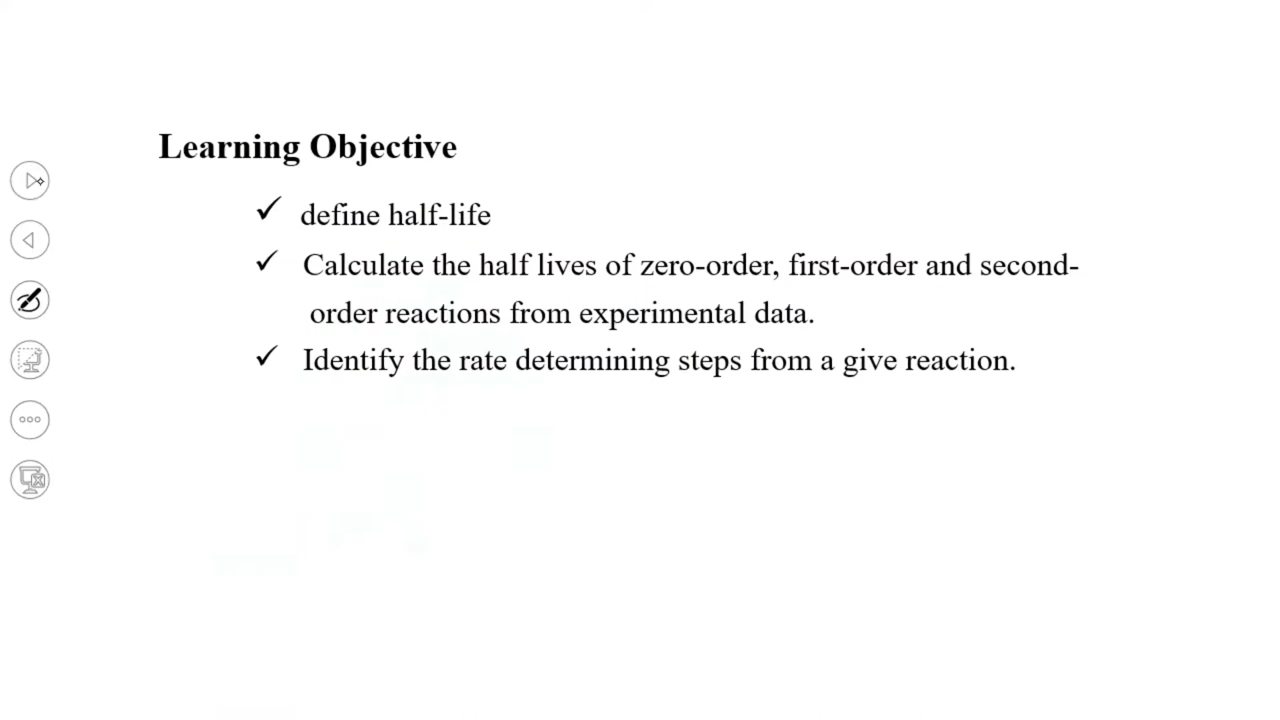 Learning Objective
✓ define half-life
✓ Calculate the half lives of zero-order, first-order and second-
order reactions from experimental data.
✓ Identify the rate determining steps from a give reaction.